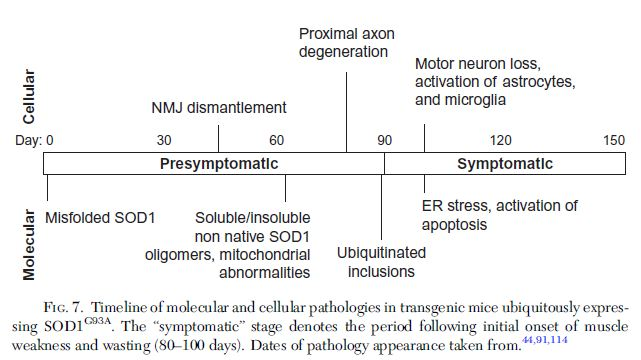 Proximal axon
degeneration
Motor neuron loss,
activation of astrocytes,
and microglia
Cellular
NMJ dismantlement
Day: 0 30 60 90 120 150
Presymptomatic Symptomatic
Molecular
Misfolded SOD1
Soluble/insoluble
non native SOD1
oligomers, mitochondrial
abnormalities
Ubiquitinated
inclusions
ER stress, activation of
apoptosis
FIG. 7. Timeline of molecular and cellular pathologies in transgenic mice ubiquitously expres-
sing SOD1G93A. The “symptomatic” stage denotes the period following initial onset of muscle
weakness and wasting (80–100 days). Dates of pathology appearance taken from.44,91,114